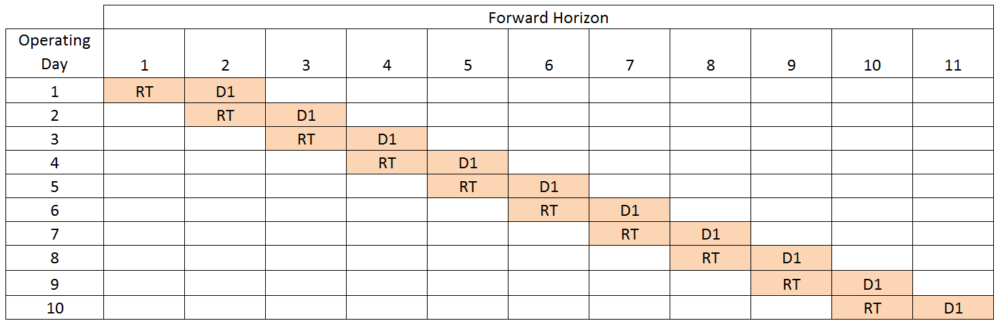 Forward Horizon
Operating
Day 1 2 3 4 5 6 7 8 9 10 11
1 RT D1
2 RT D1
3 RT D1
4 RT D1
5 RT D1
6 RT D1
7 RT D1
8 RT D1
9 RT D1
10 RT D1